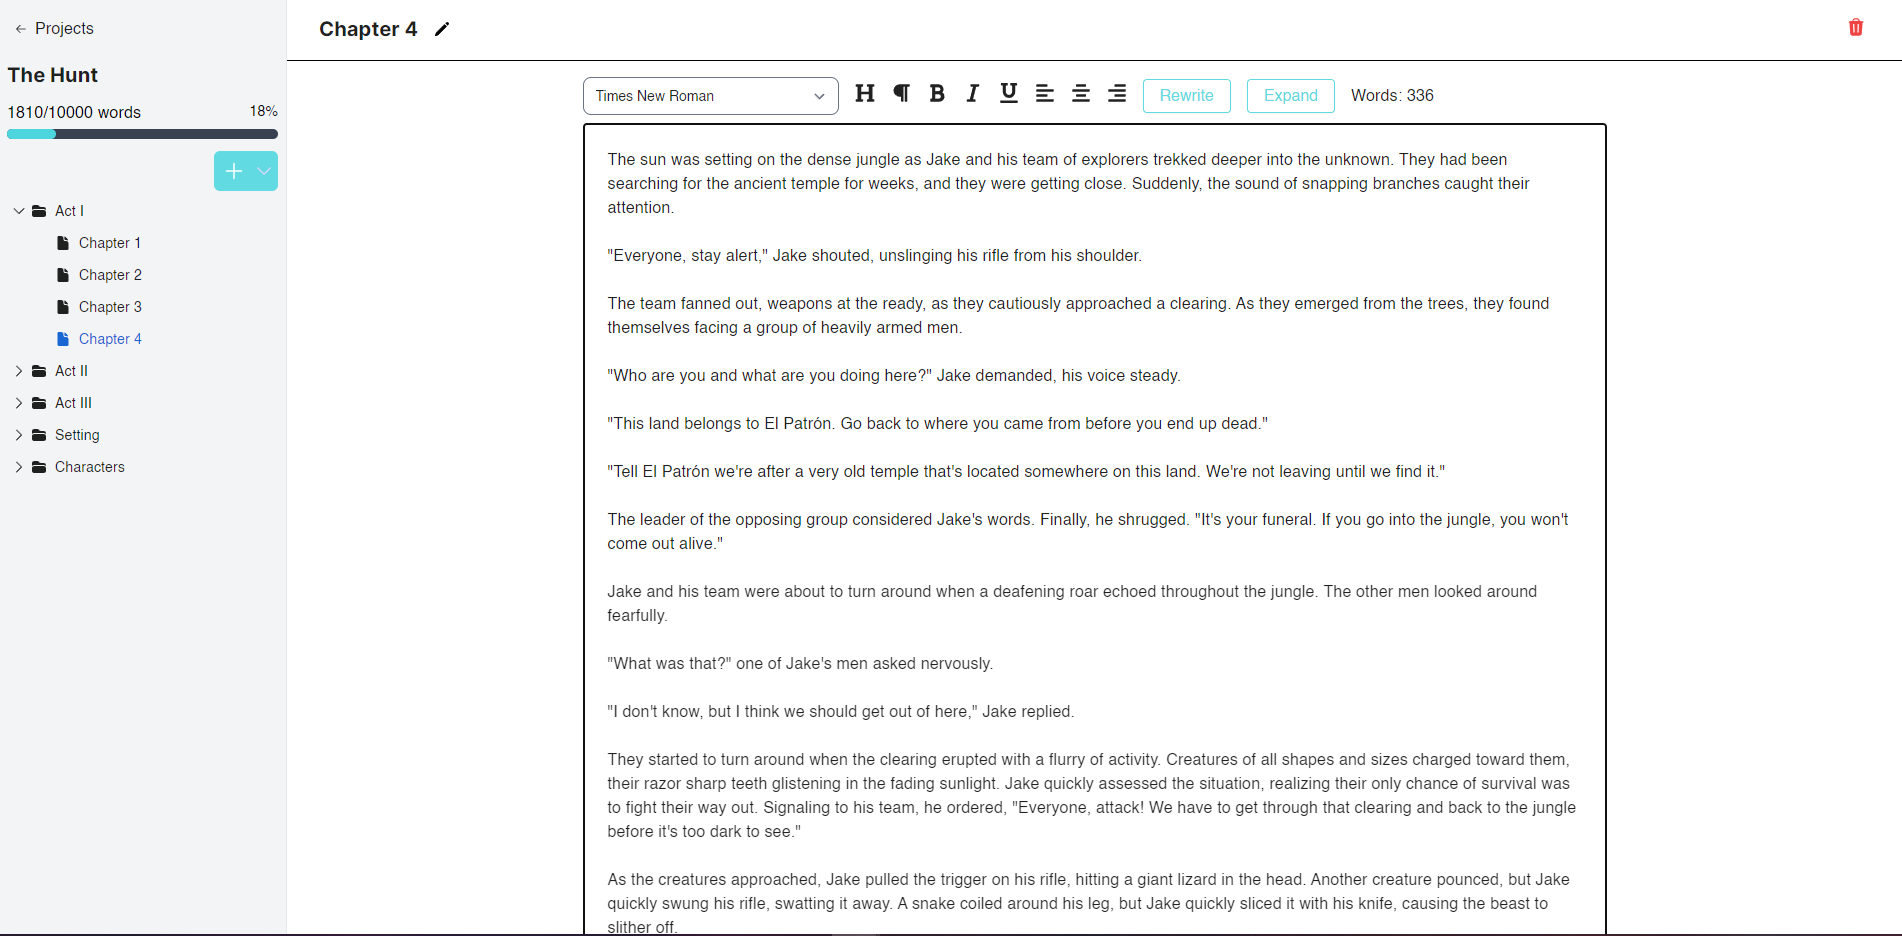 Projects
The Hunt
1810/10000 words
18%
Act I
Chapter 1
Chapter 2
Chapter 3
Chapter 4
Act II
Act III
Setting
Characters
Chapter 4
Times New Roman
H ¶ B I U
Rewrite
Expand
Words: 336
The sun was setting on the dense jungle as Jake and his team of explorers trekked deeper into the unknown. They had been
searching for the ancient temple for weeks, and they were getting close. Suddenly, the sound of snapping branches caught their
attention.
"Everyone, stay alert," Jake shouted, unslinging his rifle from his shoulder.
The team fanned out, weapons at the ready, as they cautiously approached a clearing. As they emerged from the trees, they found
themselves facing a group of heavily armed men.
"Who are you and what are you doing here?" Jake demanded, his voice steady.
"This land belongs to El Patrón. Go back to where you came from before you end up dead."
"Tell El Patrón we're after a very old temple that's located somewhere on this land. We're not leaving until we find it."
The leader of the opposing group considered Jake's words. Finally, he shrugged. "It's your funeral. If you go into the jungle, you won't
come out alive."
Jake and his team were about to turn around when a deafening roar echoed throughout the jungle. The other men looked around
fearfully.
"What was that?" one of Jake's men asked nervously.
"I don't know, but I think we should get out of here," Jake replied.
They started to turn around when the clearing erupted with a flurry of activity. Creatures of all shapes and sizes charged toward them,
their razor sharp teeth glistening in the fading sunlight. Jake quickly assessed the situation, realizing their only chance of survival was
to fight their way out. Signaling to his team, he ordered, "Everyone, attack! We have to get through that clearing and back to the jungle
before it's too dark to see."
As the creatures approached, Jake pulled the trigger on his rifle, hitting a giant lizard in the head. Another creature pounced, but Jake
quickly swung his rifle, swatting it away. A snake coiled around his leg, but Jake quickly sliced it with his knife, causing the beast to
slither off.